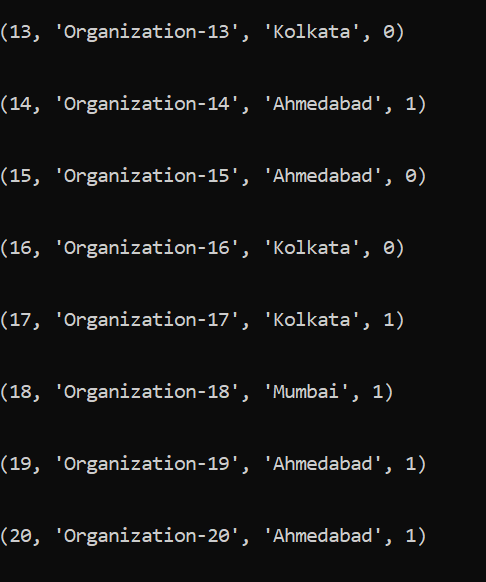 (13, 'Organization-13', 'Kolkata', 0)
(14, 'Organization-14', 'Ahmedabad', 1)
(15, 'Organization-15', 'Ahmedabad', 0)
(16, 'Organization-16', 'Kolkata', 0)
(17, 'Organization-17', 'Kolkata', 1)
(18, 'Organization-18', 'Mumbai', 1)
(19, 'Organization-19', 'Ahmedabad', 1)
(20, 'Organization-20', 'Ahmedabad', 1)